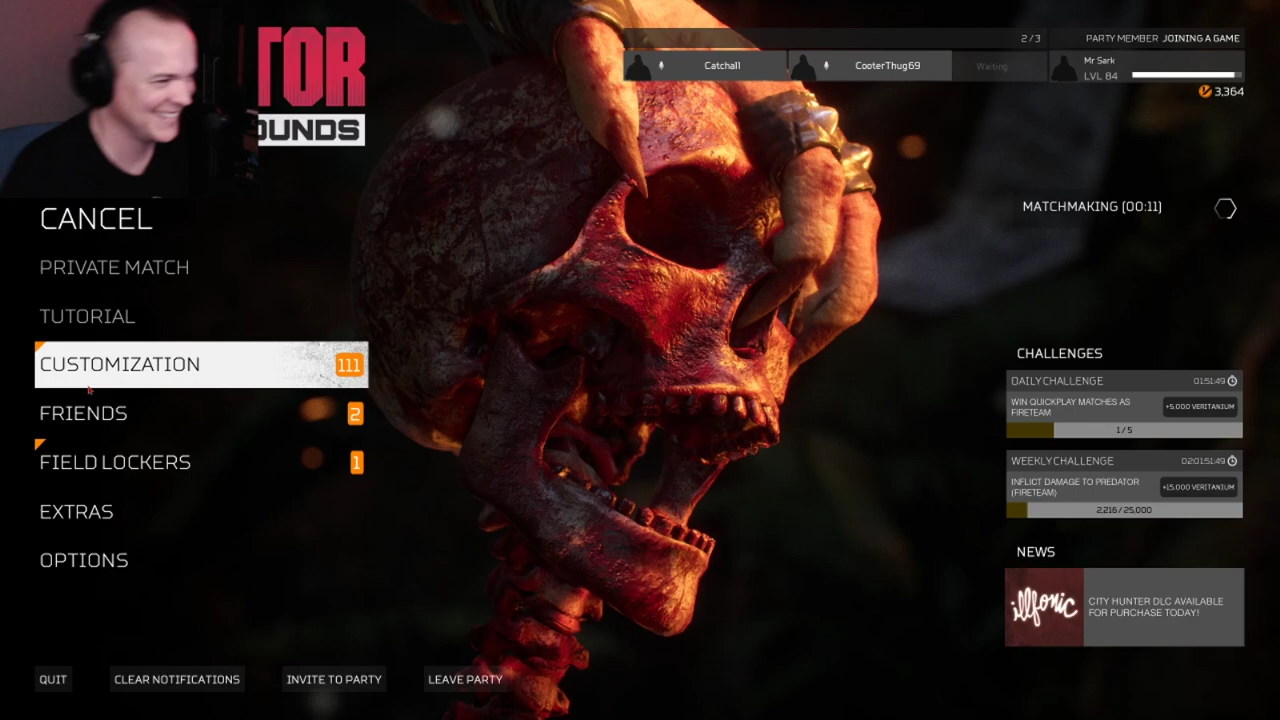 TOR
OUNDS
2/3
PARTY MEMBER JOINING A GAME
Catchall
CooterThug69
Waiting
Mr Sark
LVL 84
3,364
CANCEL
MATCHMAKING (00:11)
PRIVATE MATCH
TUTORIAL
CUSTOMIZATION
111
FRIENDS
2
FIELD LOCKERS
1
EXTRAS
OPTIONS
CHALLENGES
DAILY CHALLENGE
01:51:49
WIN QUICKPLAY MATCHES AS
FIRETEAM
+5,000 VERITANIUM
1/5
WEEKLY CHALLENGE
02:01:51:49
INFLICT DAMAGE TO PREDATOR
(FIRETEAM)
+15,000 VERITANIUM
2,216/25,000
NEWS
illfonic
CITY HUNTER DLC AVAILABLE
FOR PURCHASE TODAY!
QUIT
CLEAR NOTIFICATIONS
INVITE TO PARTY
LEAVE PARTY